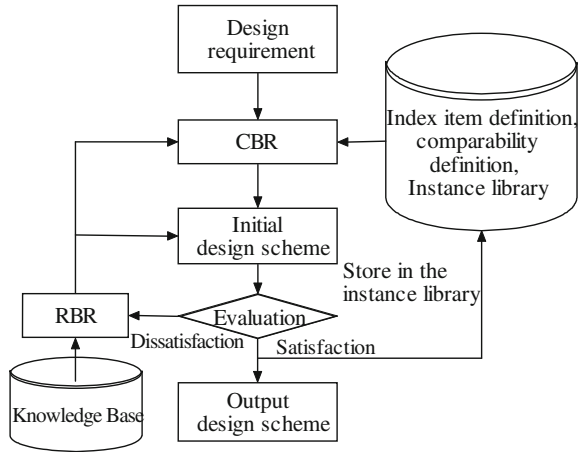 Design
requirement
Index item definition,
comparability
definition,
Instance library
CBR
Initial
design scheme
Store in the
instance library
RBR
Evaluation
Dissatisfaction
Satisfaction
Knowledge Base
Output
design scheme